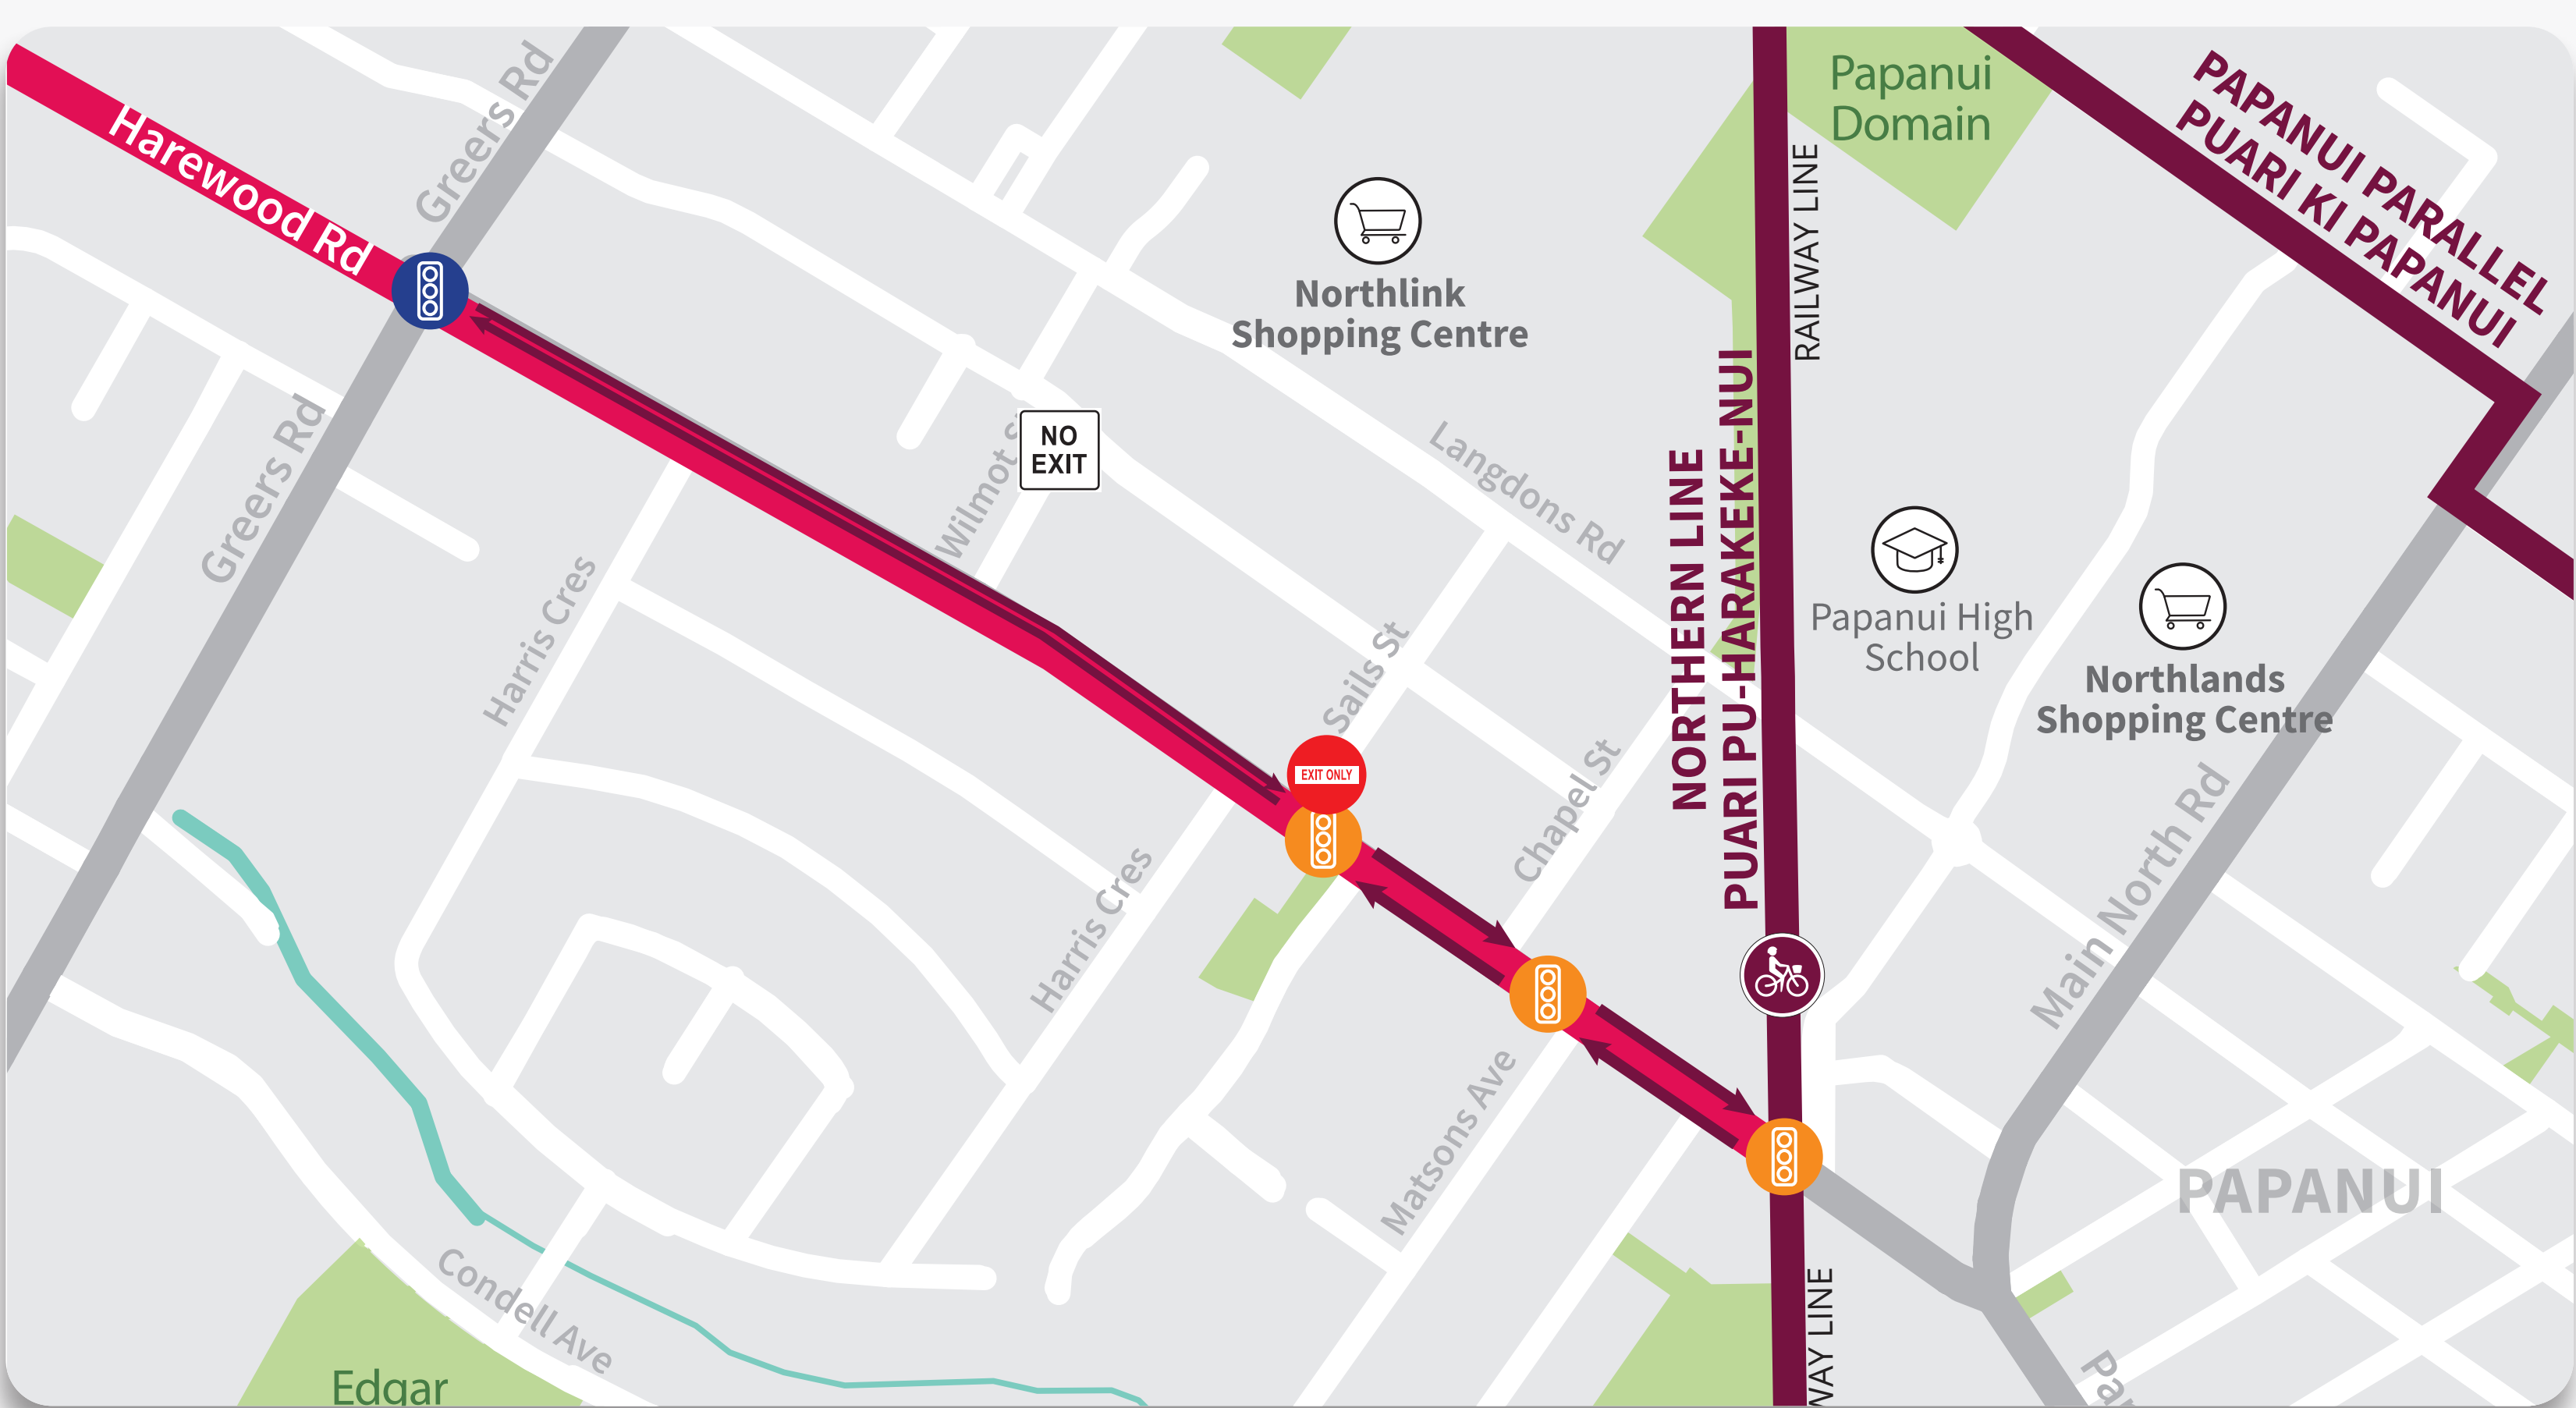 Harewood Rd
Greers Rd
Papanui
Domain
PAPANUI PARALLEL
PUARI KI PAPANUI
RAILWAY LINE
Northlink
Shopping Centre
NO
EXIT
Wilmot
Langdons Rd
NORTHERN LINE
PUARI PU-HARAKEKE-NUI
Papanui High
School
Northlands
Shopping Centre
Greers Rd
Harris Cres
Sails St
EXIT ONLY
Chapel St
Main North Rd
Harris Cres
Matsons Ave
PAPANUI
Condell Ave
WAY LINE
Edgar
Pap